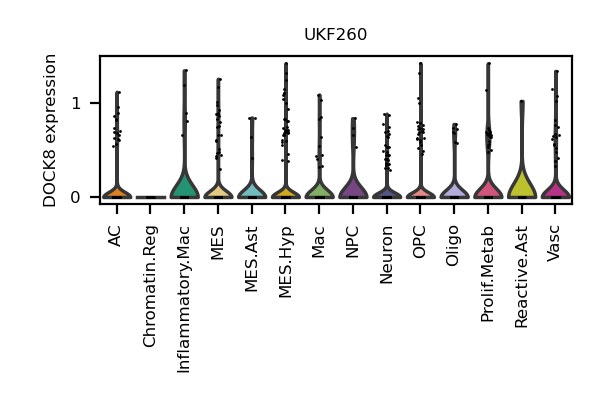 UKF260
DOCK8 expression
1
0
AC
Chromatin.Reg
Inflammatory.Mac
MES
MES.Ast
MES.Hyp
Mac
NPC
Neuron
OPC
Oligo
Prolif.Metab
Reactive.Ast
Vasc